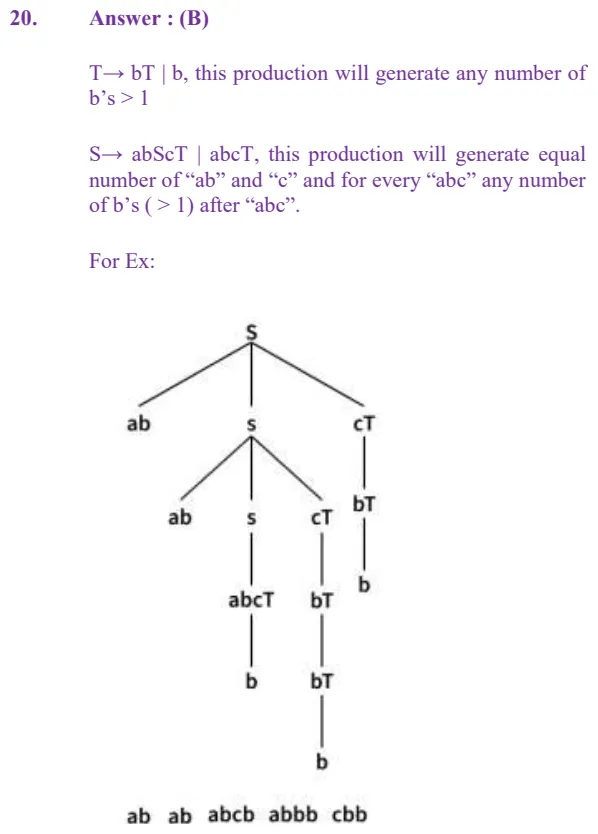 20. Answer : (B)
T→ bT | b, this production will generate any number of
b’s > 1
S→ abScT | abcT, this production will generate equal
number of “ab” and “c” and for every “abc” any number
of b’s ( > 1) after “abc”.
For Ex:
S
ab s cT
ab s cT bT
abcT bT b
b bT
b
ab ab abcb abbb cbb